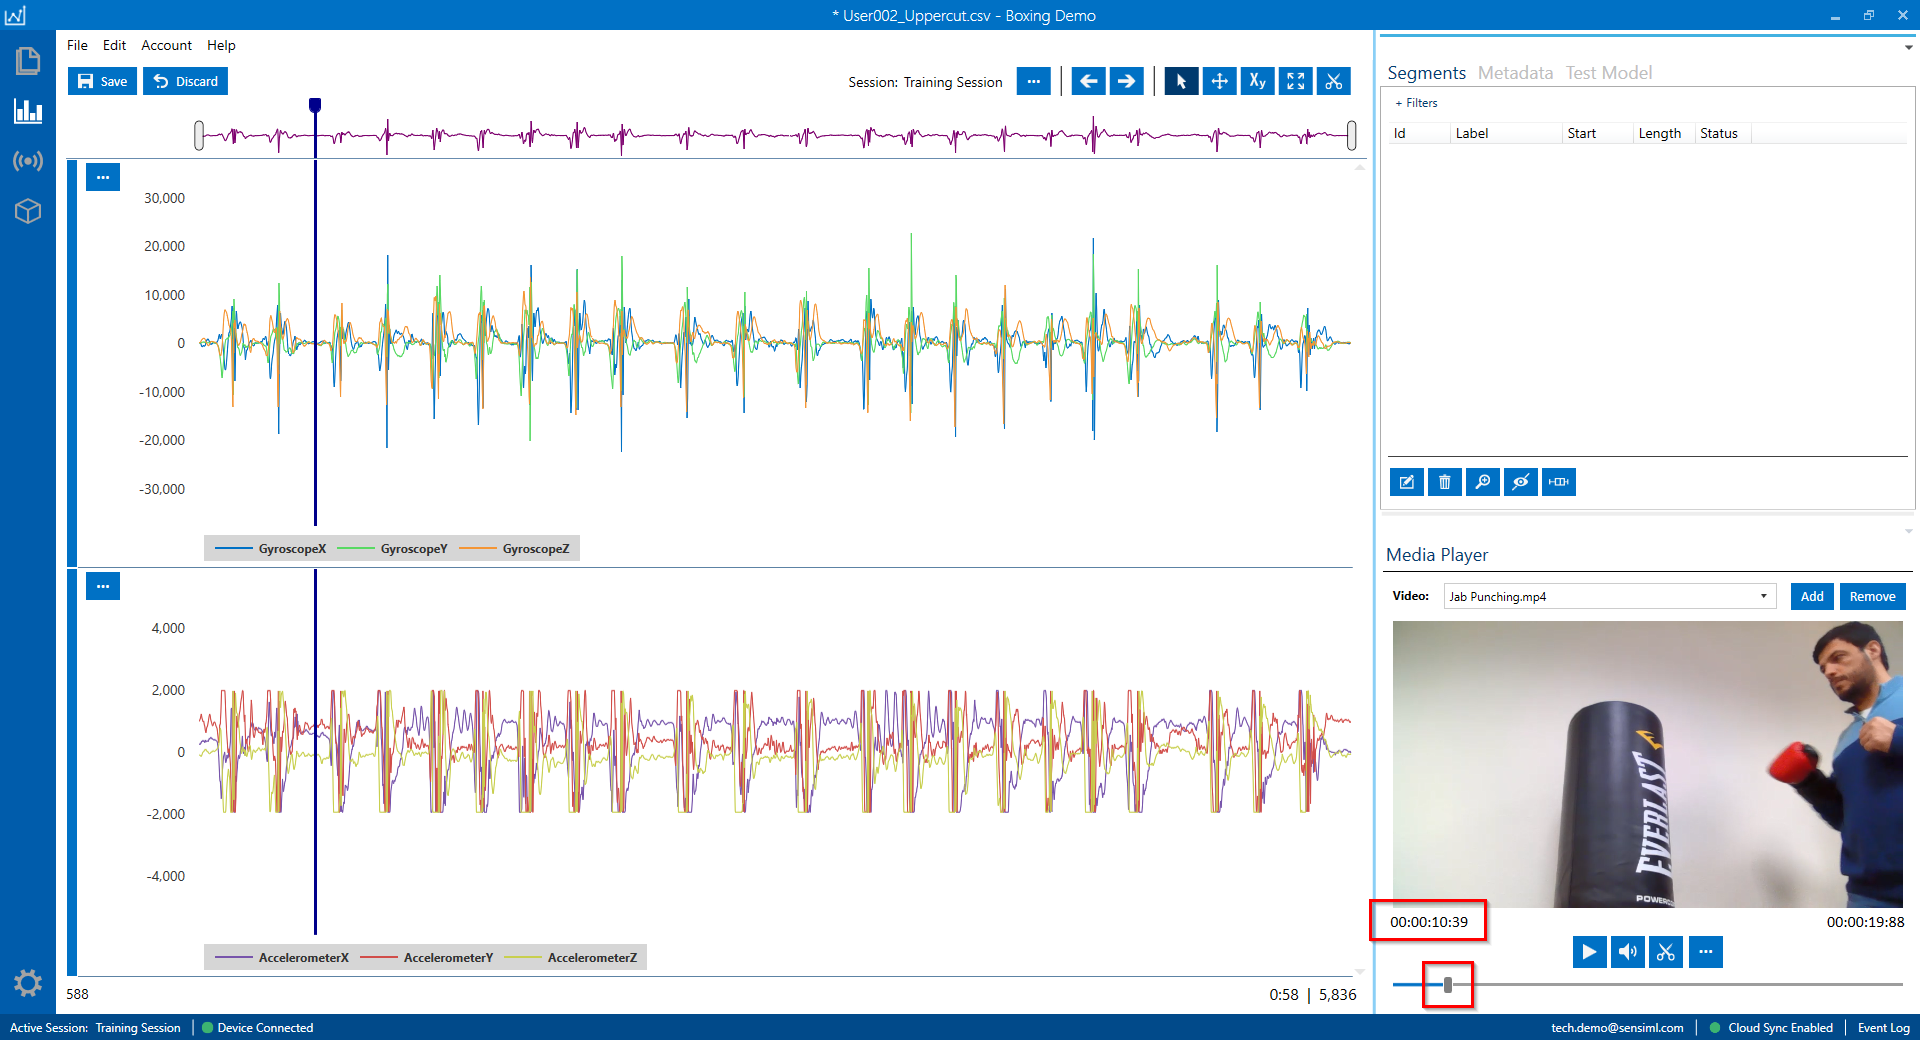 * User002_Uppercut.csv - Boxing Demo
File Edit Account Help
Save Discard
Session: Training Session
Xy
30,000
20,000
10,000
0
-10,000
-20,000
-30,000
GyroscopeX GyroscopeY GyroscopeZ
4,000
2,000
0
-2,000
-4,000
AccelerometerX AccelerometerY AccelerometerZ
588
0:58 | 5,836
Segments Metadata Test Model
+ Filters
Id Label Start Length Status
Media Player
Video: Jab Punching.mp4 Add Remove
EVERLAST
00:00:10:39
00:00:19:88
Active Session: Training Session Device Connected
tech.demo@sensiml.com Cloud Sync Enabled Event Log